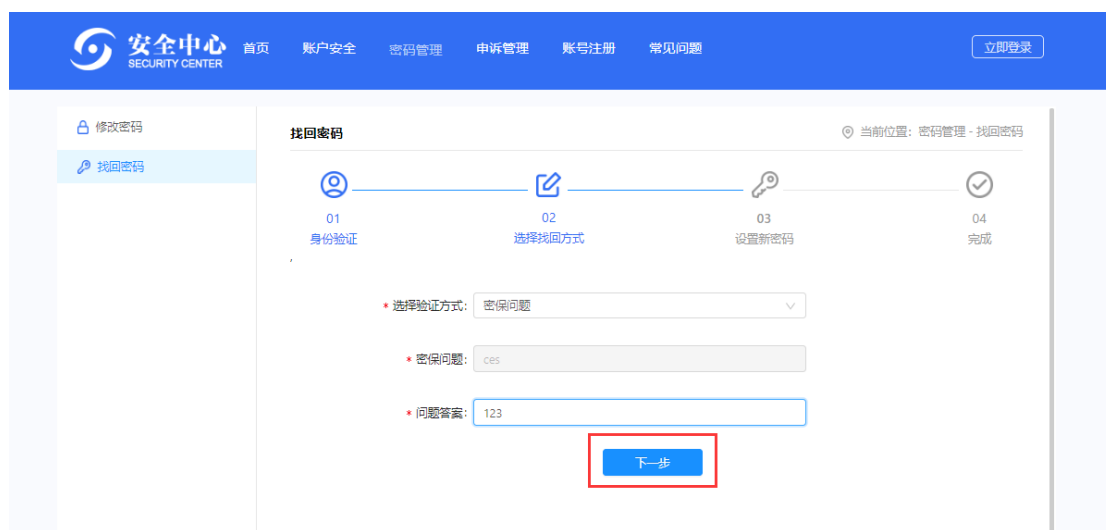 安全中心
SECURITY CENTER
首页 账户安全 密码管理 申诉管理 账号注册 常见问题 立即登录
修改密码
找回密码
找回密码
当前位置：密码管理 - 找回密码
01 02 03 04
身份验证 选择找回方式 设置新密码 完成
,
* 选择验证方式: 密保问题
* 密保问题: ces
* 问题答案: 123
下一步